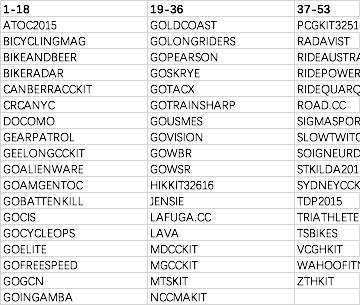 1-18 19-36 37-53
ATOC2015 GOLDCOAST PCGKIT3251
BICYCLINGMAG GOLONGRIDERS RADAVIST
BIKEANDBEER GOPEARSON RIDEAUSTRA
BIKERADAR GOSKRYE RIDEPOWER
CANBERRACCKIT GOTACX RIDEQUARQ
CRCANYC GOTRAINSHARP ROAD.CC
DOCOMO GOUSMES SIGMASPOR
GEARPATROL GOVISION SLOWTWITC
GEELONGCCKIT GOWBR SOIGNEURD
GOALIENWARE GOWSR STKILDA201
GOAMGENTOC HIKKIT32616 SYDNEYCCK
GOBATTENKILL JENSIE TDP2015
GOCIS LAFUGA.CC TRIATHLETE
GOCYCLEOPS LAVA TSBIKES
GOELITE MDCCKIT VCGHKIT
GOFREESPEED MGCCKIT WAHOOFITN
GOGCN MTSKIT ZTHKIT
GOINGAMBA NCCMAKIT